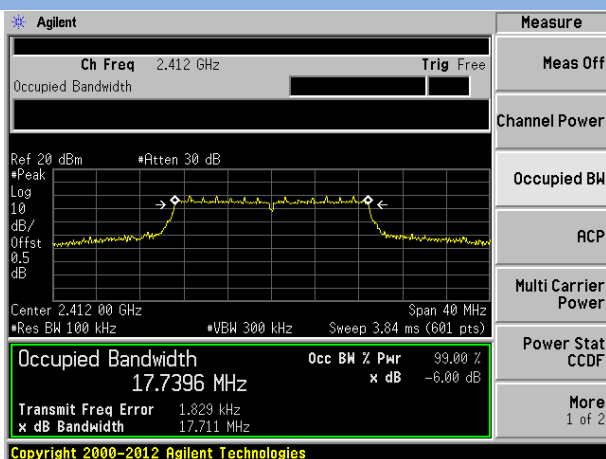 Agilent
Measure
Ch Freq 2.412 GHz Trig Free
Occupied Bandwidth
Meas Off
Channel Power
Occupied BW
ACP
Multi Carrier
Power
Power Stat
CCDF
More
1 of 2
Ref 20 dBm #Atten 30 dB
#Peak
Log
10
dB/
Offst
0.5
dB
Center 2.412 00 GHz Span 40 MHz
#Res BW 100 kHz #VBW 300 kHz Sweep 3.84 ms (601 pts)
Occupied Bandwidth Occ BW % Pwr 99.00 %
17.7396 MHz x dB -6.00 dB
Transmit Freq Error 1.829 kHz
x dB Bandwidth 17.711 MHz
Copyright 2000-2012 Agilent Technologies